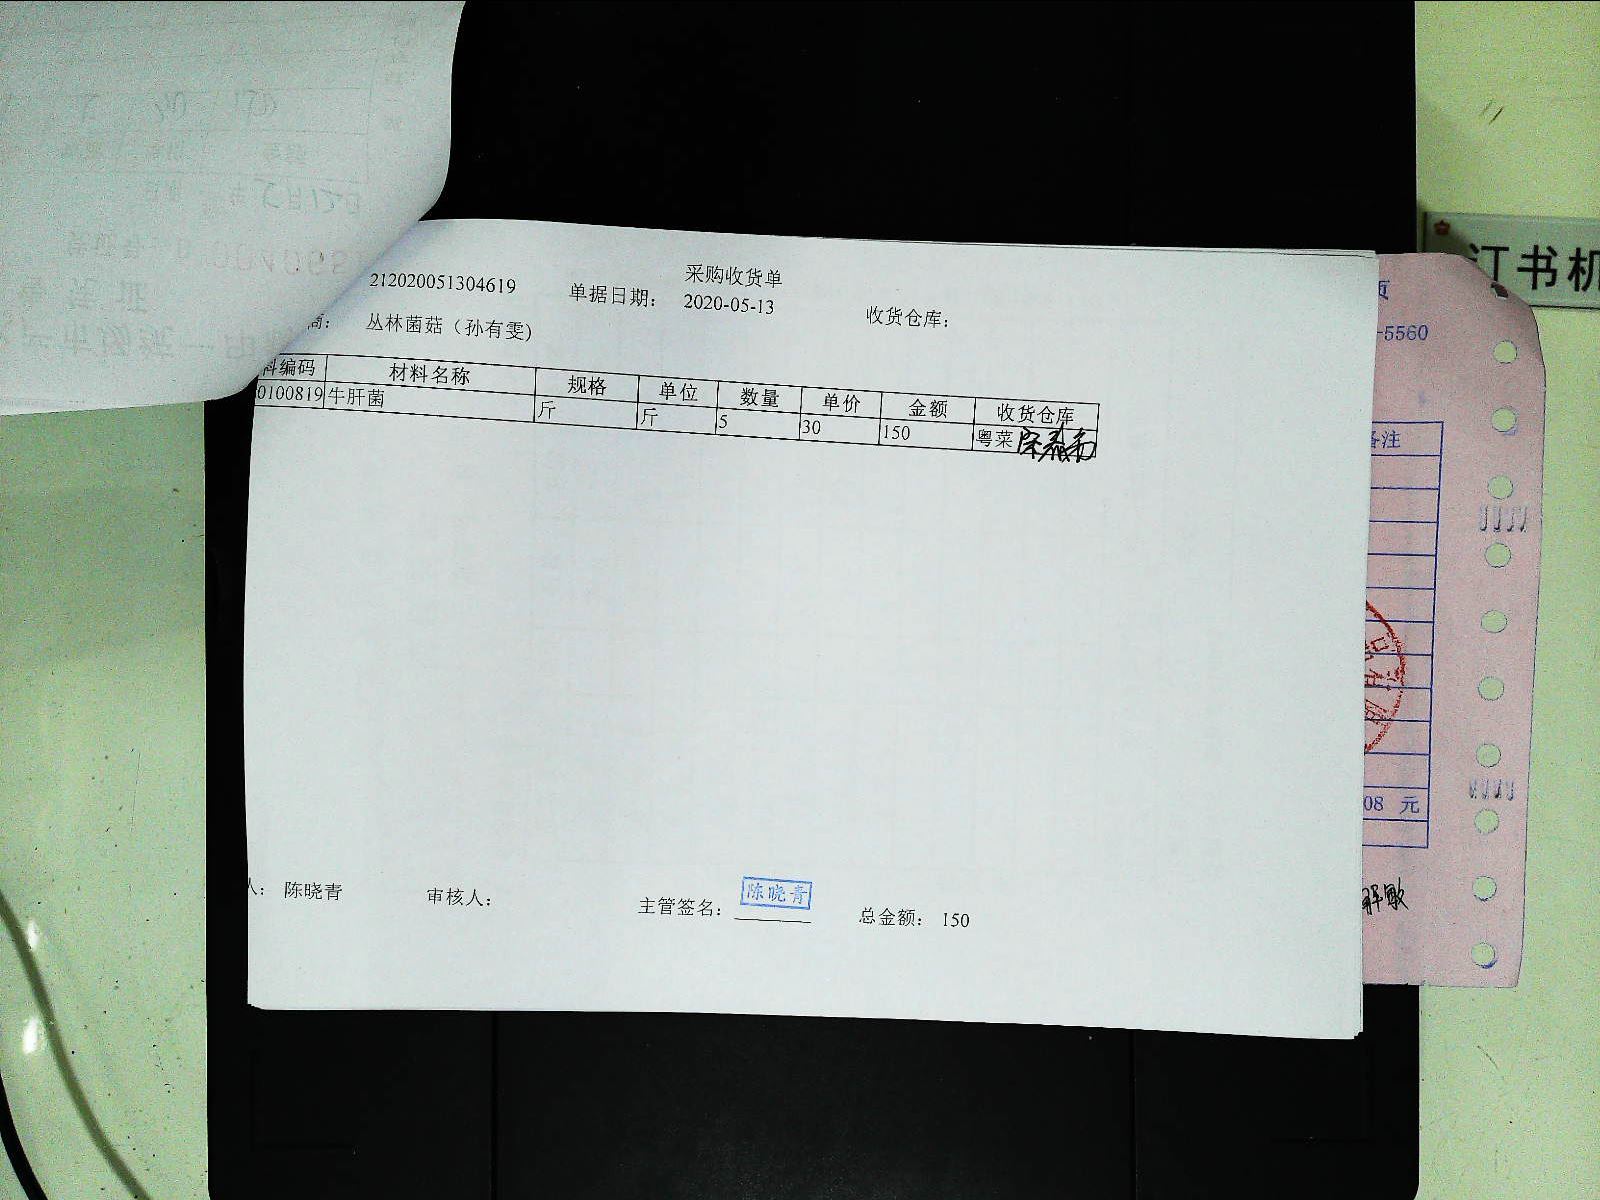 采购收货单
212020051304619 单据日期： 2020-05-13 收货仓库：
商： 丛林菌菇（孙有雯）
料编码 材料名称 规格 单位 数量 单价 金额 收货仓库
0100819 牛肝菌 斤 斤 5 30 150 粤菜
人： 陈晓青 审核人： 主管签名： 陈晓青 总金额： 150
订书机
页
-5560
备注
08 元